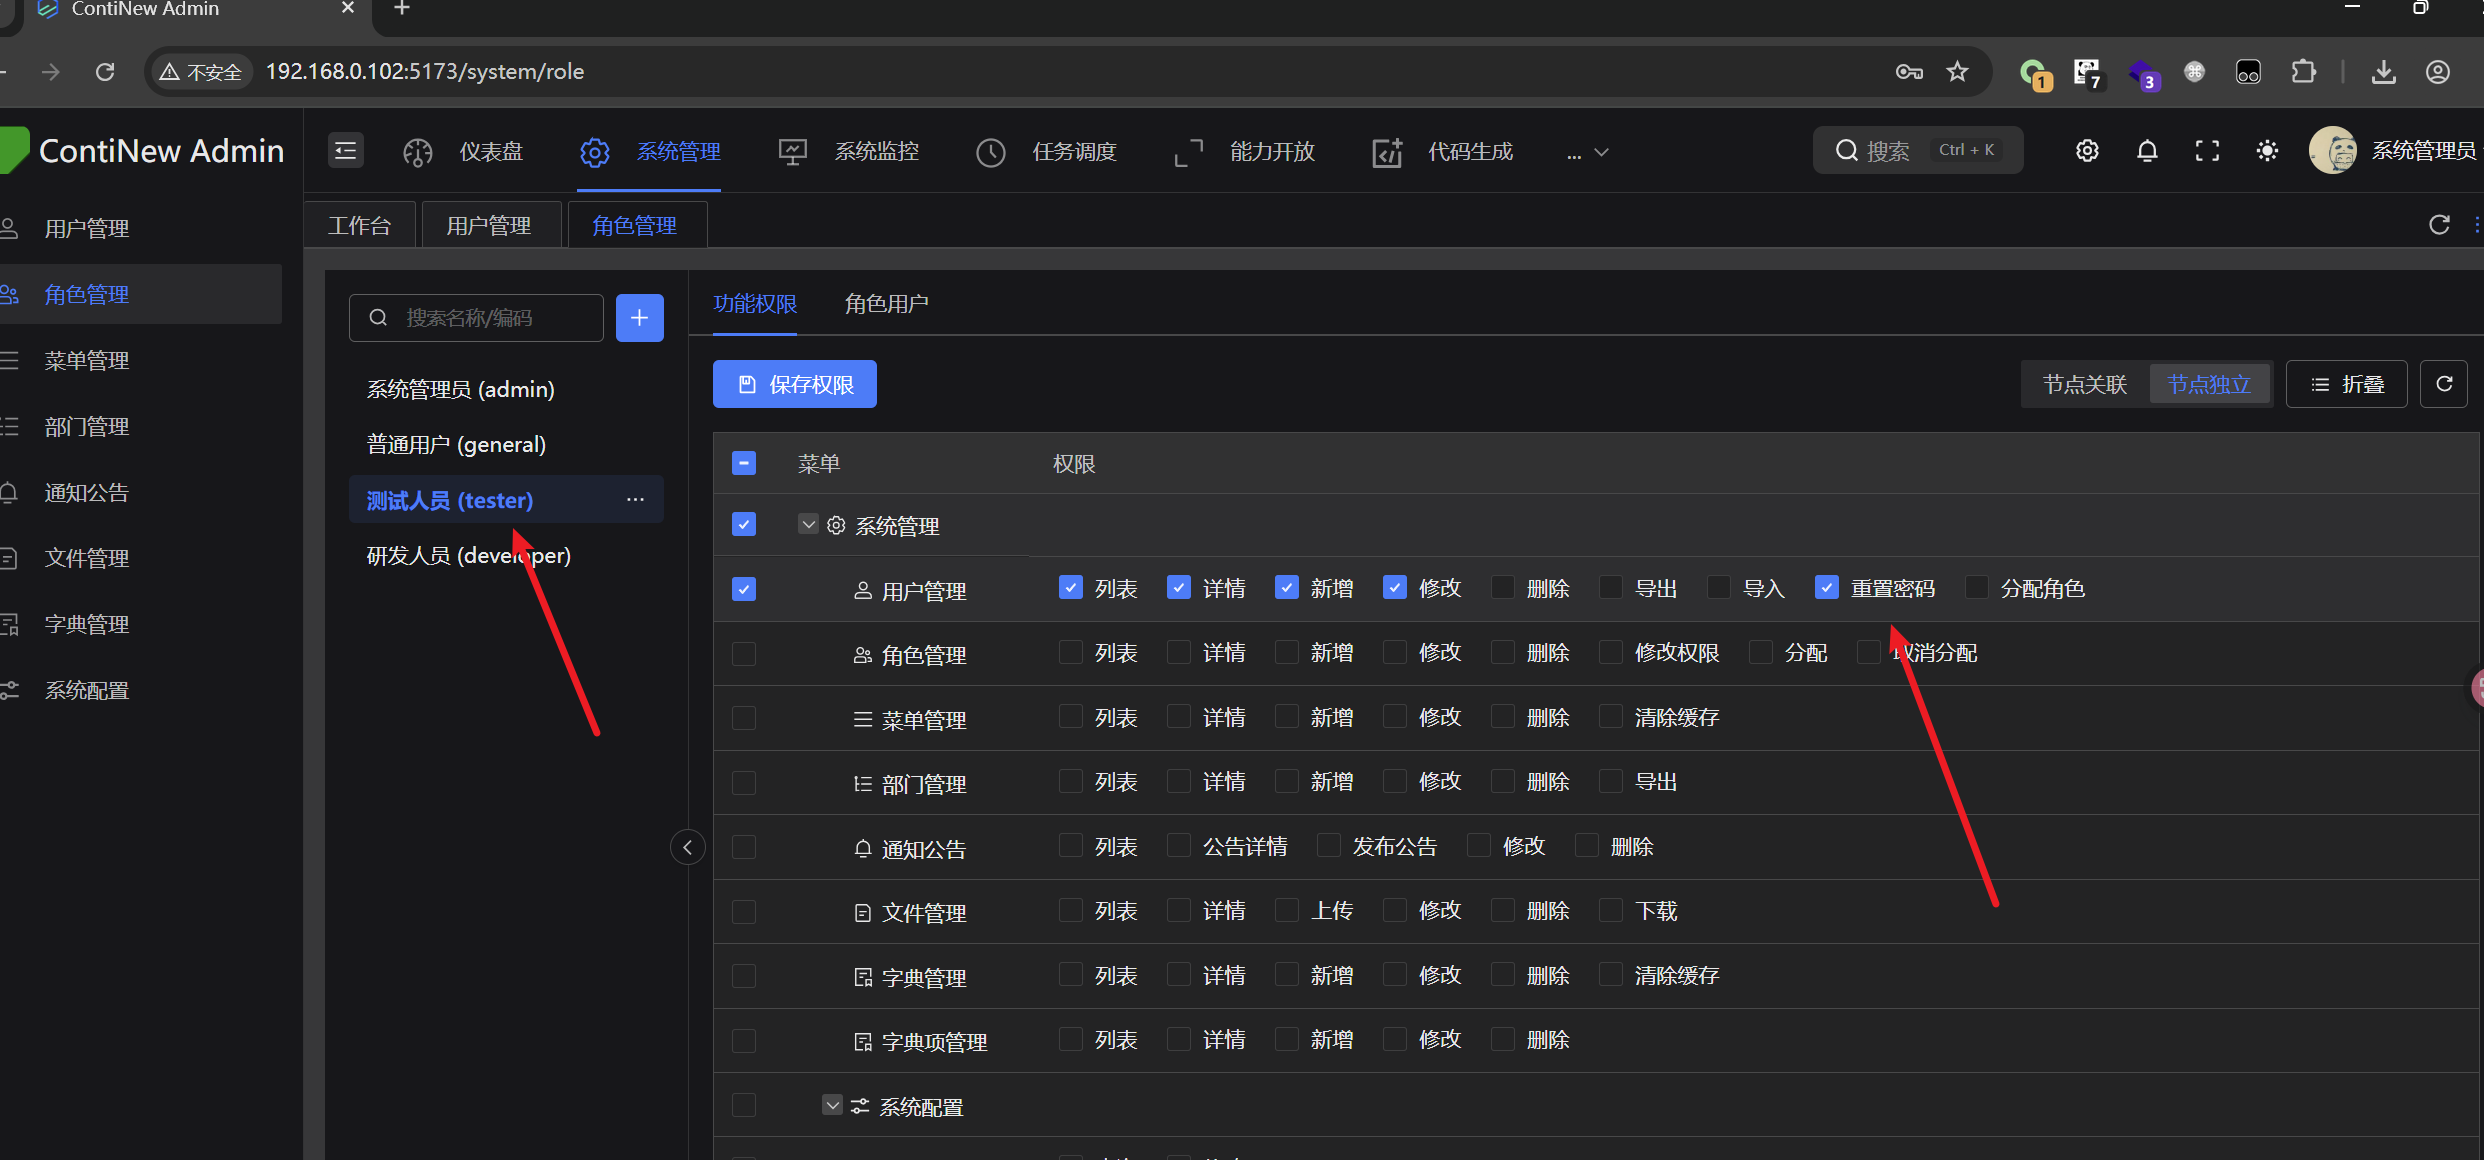 ContiNew Admin
不安全 192.168.0.102:5173/system/role
1 7 3
ContiNew Admin
仪表盘 系统管理 系统监控 任务调度 能力开放 代码生成 ...
搜索 Ctrl + K
系统管理员
工作台 用户管理 角色管理
用户管理
角色管理
菜单管理
部门管理
通知公告
文件管理
字典管理
系统配置
搜索名称/编码
系统管理员 (admin)
普通用户 (general)
测试人员 (tester) ...
研发人员 (developer)
功能权限 角色用户
保存权限 节点关联 节点独立 折叠
菜单 权限
系统管理
用户管理 列表 详情 新增 修改 删除 导出 导入 重置密码 分配角色
角色管理 列表 详情 新增 修改 删除 修改权限 分配 取消分配
菜单管理 列表 详情 新增 修改 删除 清除缓存
部门管理 列表 详情 新增 修改 删除 导出
通知公告 列表 公告详情 发布公告 修改 删除
文件管理 列表 详情 上传 修改 删除 下载
字典管理 列表 详情 新增 修改 删除 清除缓存
字典项管理 列表 详情 新增 修改 删除
系统配置